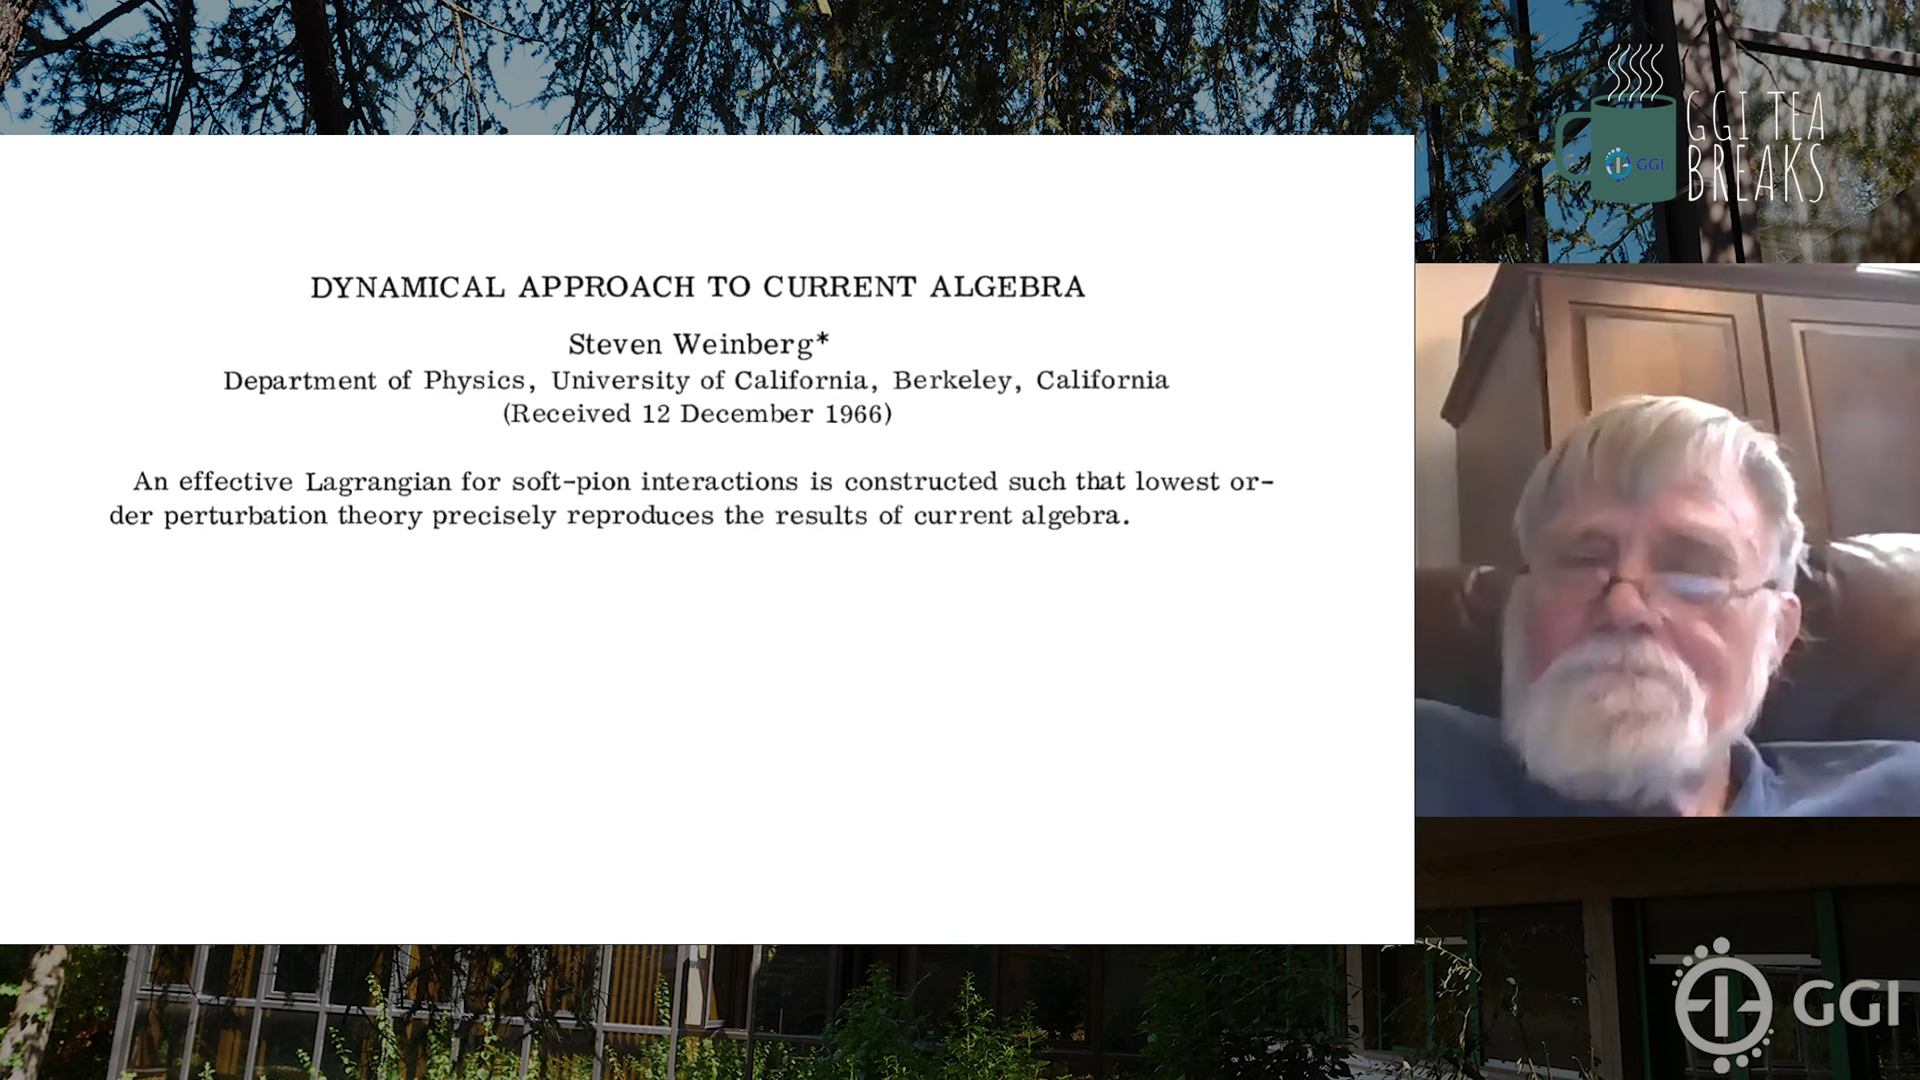 GGI TEA
BREAKS
GGI
DYNAMICAL APPROACH TO CURRENT ALGEBRA
Steven Weinberg*
Department of Physics, University of California, Berkeley, California
(Received 12 December 1966)
An effective Lagrangian for soft-pion interactions is constructed such that lowest or-
der perturbation theory precisely reproduces the results of current algebra.
GGI